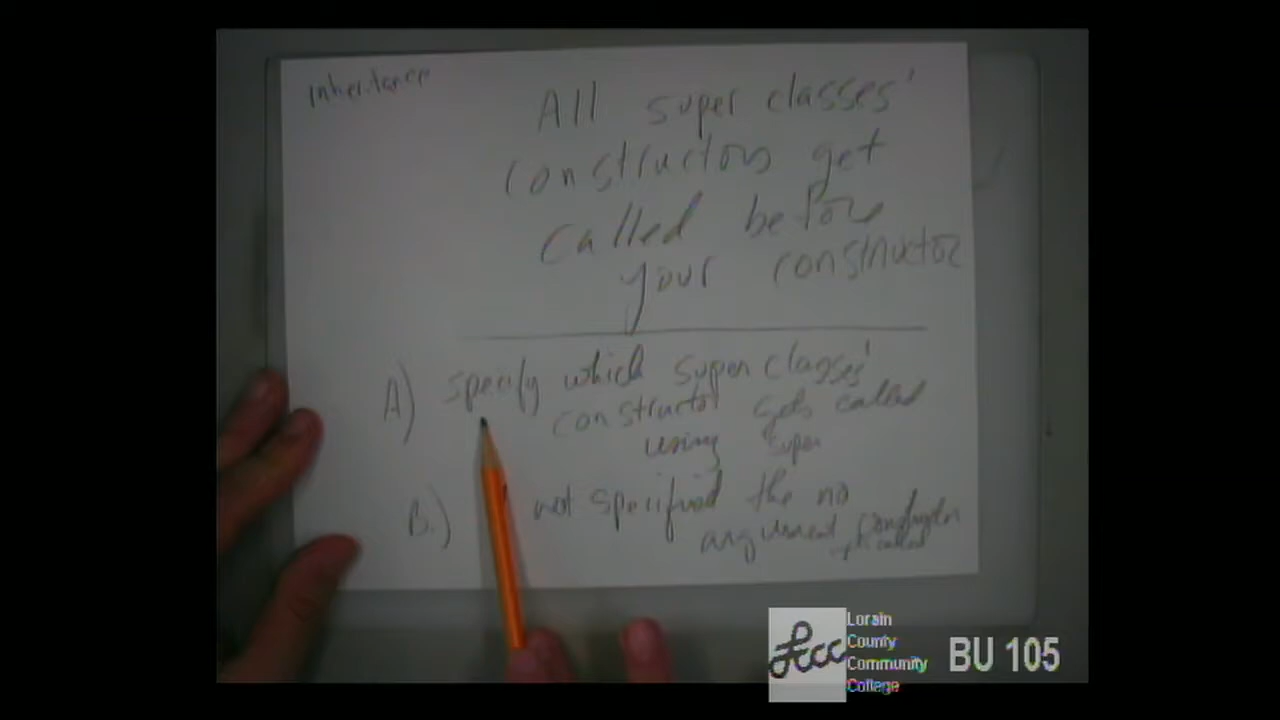 Inheritance
All super classes'
constructors get
called before
your constructor
A) specify which super classes'
constructor gets called
using super
B.) not specified the no
argument constructor
called
Lorain
County
Community
College
lccc
BU 105